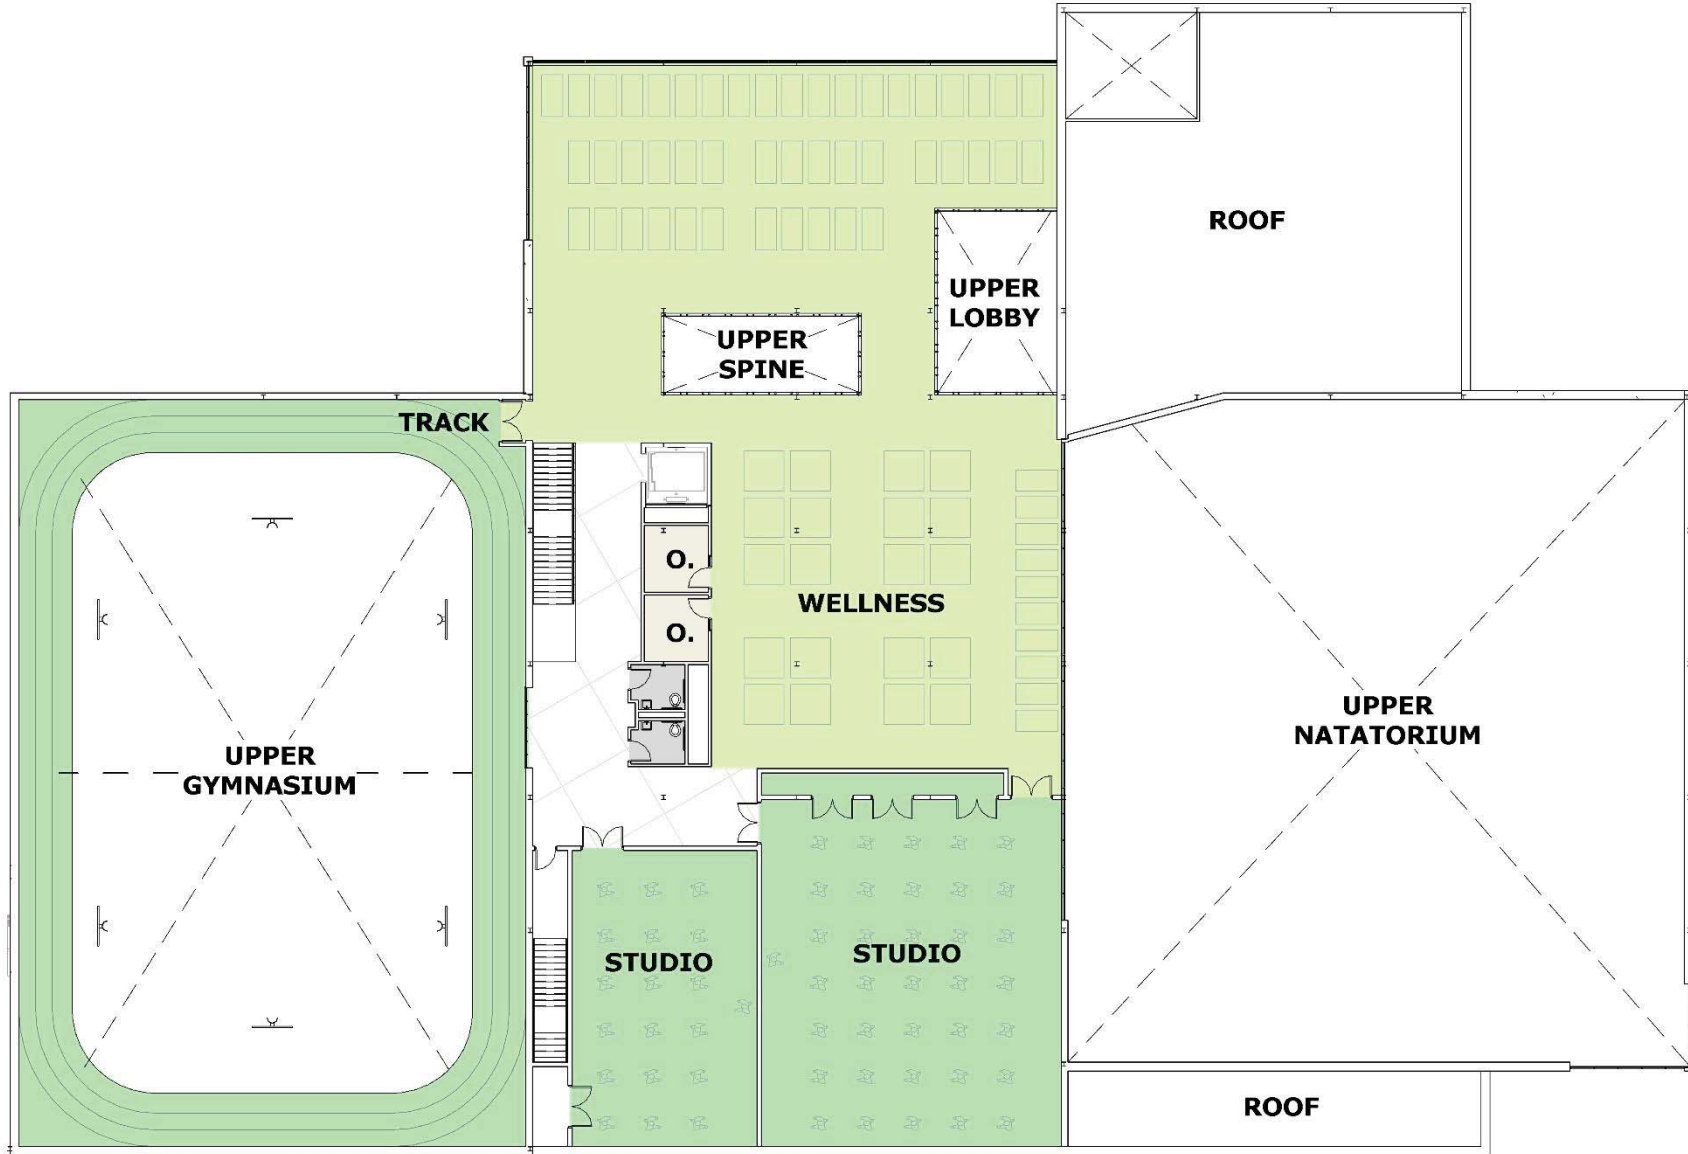 ROOF
UPPER
LOBBY
UPPER
SPINE
TRACK
O.
WELLNESS
O.
UPPER
NATATORIUM
UPPER
GYMNASIUM
STUDIO
STUDIO
ROOF